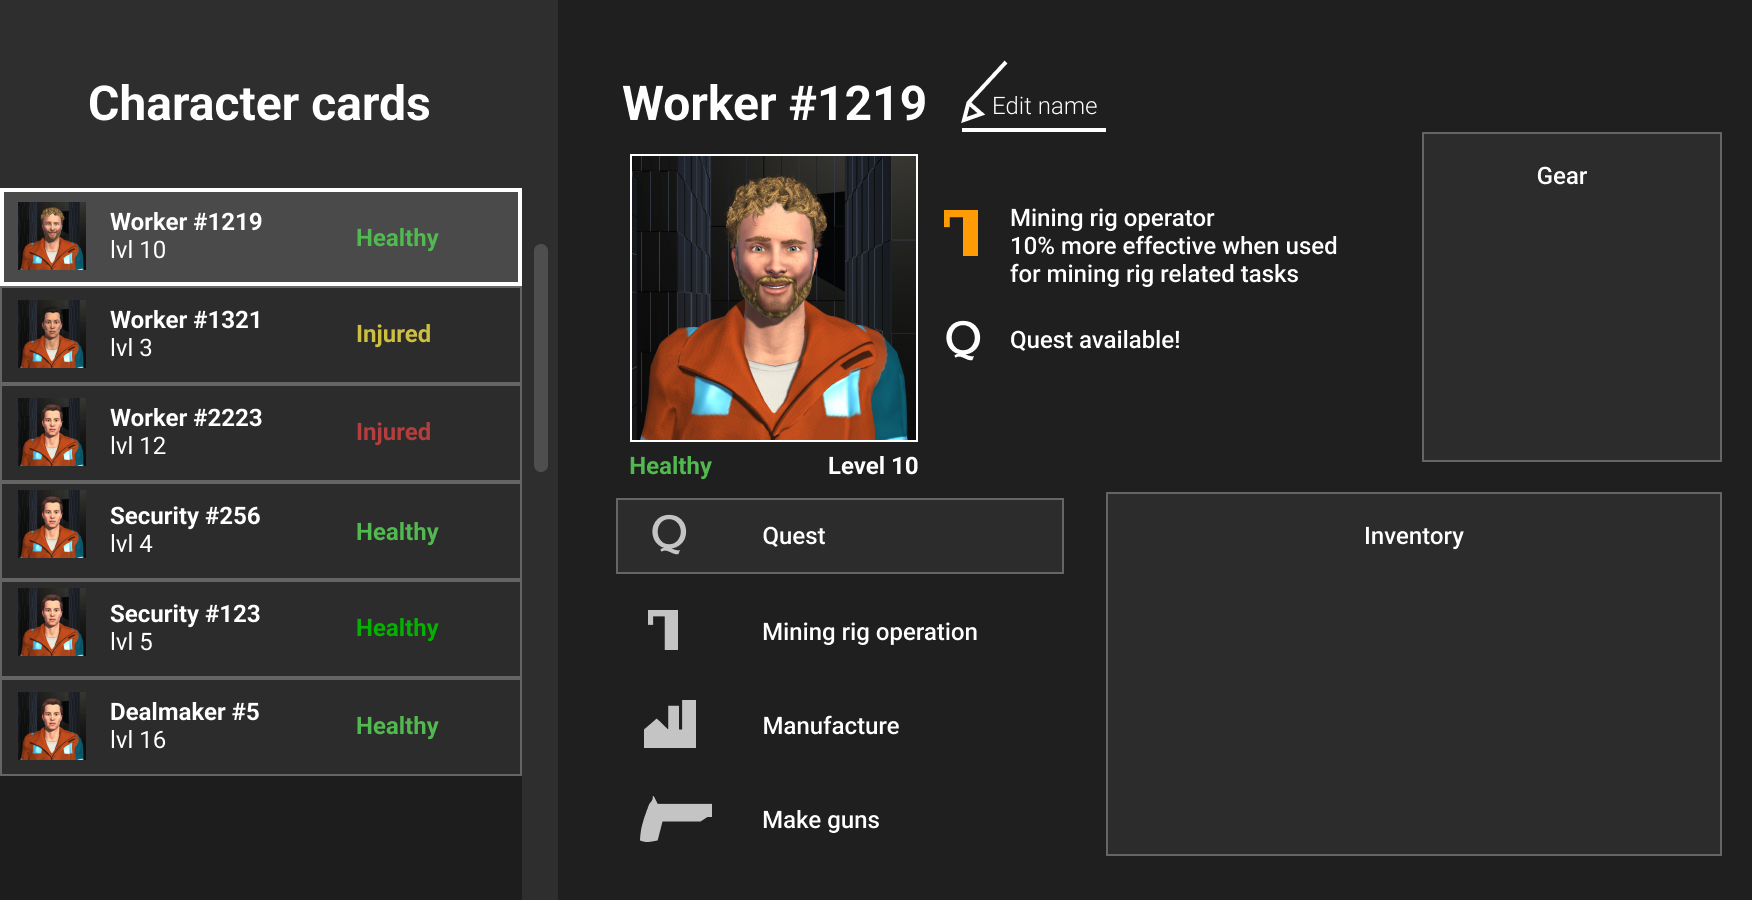 Character cards
Worker #1219
lvl 10
Healthy
Worker #1321
lvl 3
Injured
Worker #2223
lvl 12
Injured
Security #256
lvl 4
Healthy
Security #123
lvl 5
Healthy
Dealmaker #5
lvl 16
Healthy
Worker #1219
Edit name
Mining rig operator
10% more effective when used
for mining rig related tasks
Q
Quest available!
Healthy
Level 10
Gear
Q
Quest
Mining rig operation
Manufacture
Make guns
Inventory